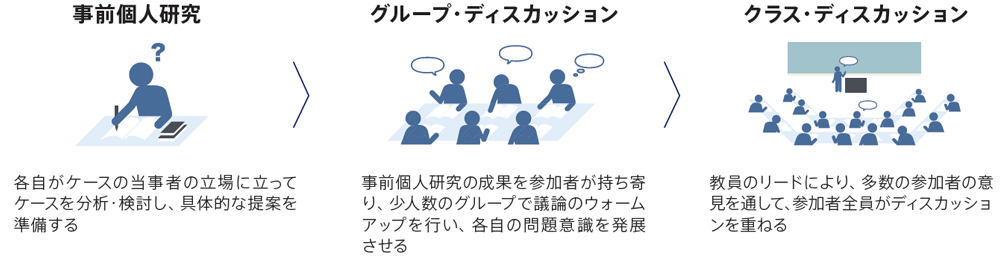 事前個人研究
?
各自がケースの当事者の立場に立って
ケースを分析・検討し、具体的な提案を
準備する
グループ・ディスカッション
事前個人研究の成果を参加者が持ち寄
り、少人数のグループで議論のウォーム
アップを行い、各自の問題意識を発展
させる
クラス・ディスカッション
教員のリードにより、多数の参加者の意
見を通して、参加者全員がディスカッショ
ンを重ねる